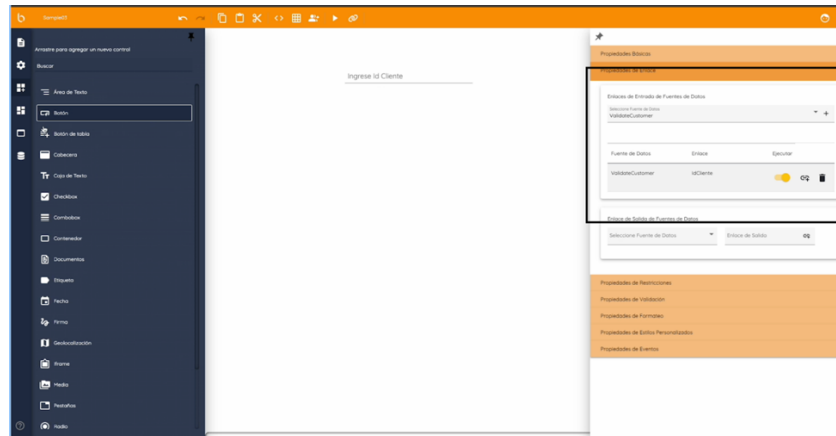 Sample03
Arrastre para agregar un nuevo control
Buscar
Área de Texto
Botón
Botón de tabla
Cabecera
Caja de Texto
Checkbox
Combobox
Contenedor
Documentos
Etiqueta
Fecha
Firma
Geolocalización
Iframe
Media
Pestañas
Radio
Ingrese Id Cliente
Propiedades Básicas
Propiedades de Enlace
Enlaces de Entrada de Fuentes de Datos
Seleccione Fuente de Datos
ValidateCustomer
Fuente de Datos Enlace Ejecutar
ValidateCustomer IdCliente
Enlace de Salida de Fuentes de Datos
Seleccione Fuente de Datos Enlace de Salida
Propiedades de Restricciones
Propiedades de Validación
Propiedades de Formateo
Propiedades de Estilos Personalizados
Propiedades de Eventos